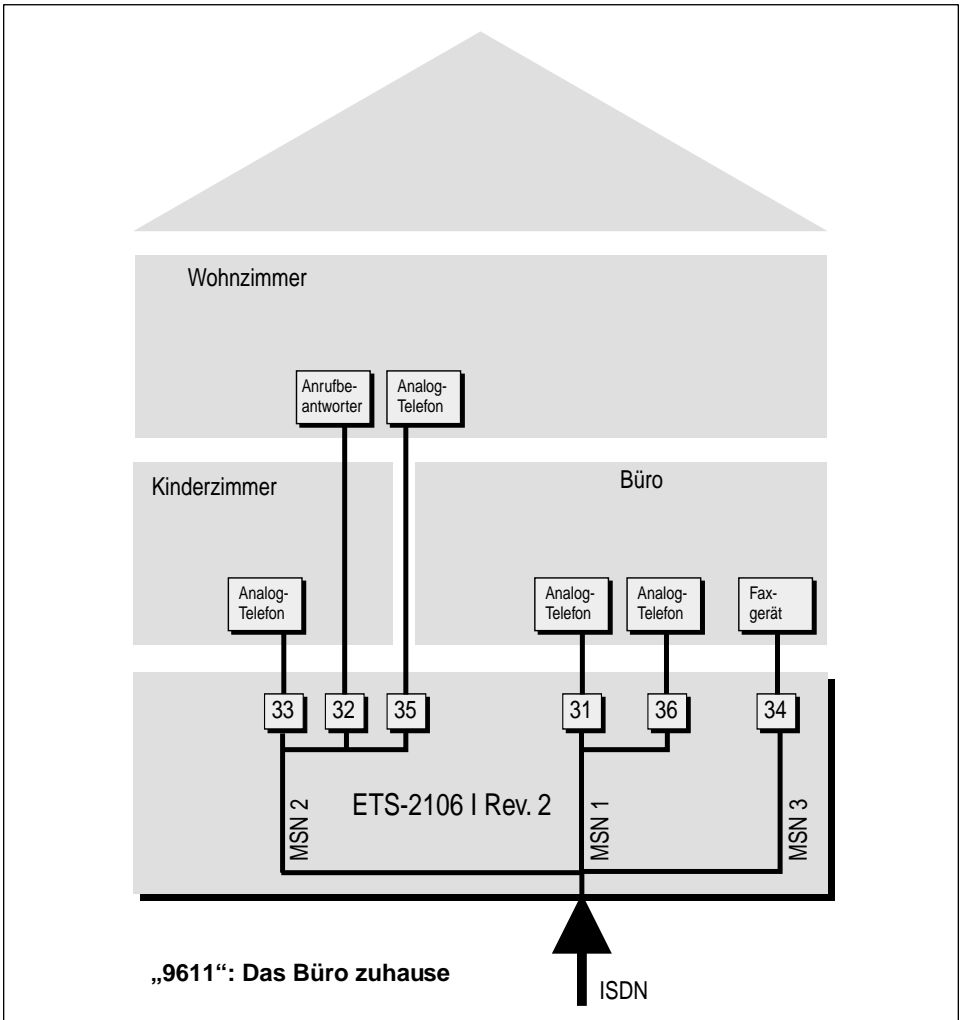 Wohnzimmer
Anrufbe-
antworter
Analog-
Telefon
Kinderzimmer
Büro
Analog-
Telefon
Analog-
Telefon
Analog-
Telefon
Fax-
gerät
33
32
35
31
36
34
MSN 2
ETS-2106 I Rev. 2
MSN 1
MSN 3
„9611“: Das Büro zuhause
ISDN